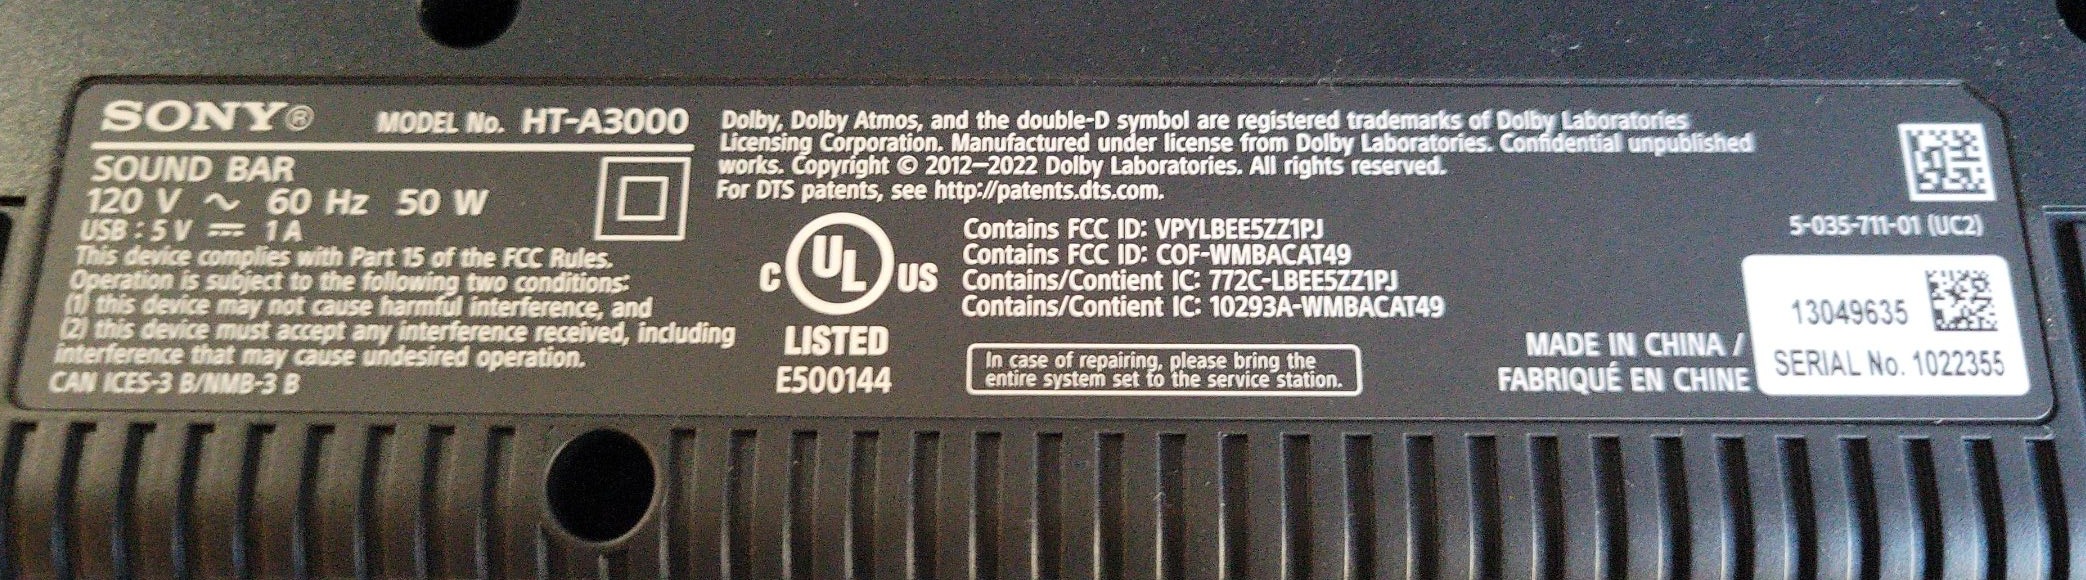 SONY® MODEL No. HT-A3000
SOUND BAR
120 V ~ 60 Hz 50 W
USB : 5 V ⎓ 1 A
This device complies with Part 15 of the FCC Rules.
Operation is subject to the following two conditions:
(1) this device may not cause harmful interference, and
(2) this device must accept any interference received, including
interference that may cause undesired operation.
CAN ICES-3 B/NMB-3 B
Dolby, Dolby Atmos, and the double-D symbol are registered trademarks of Dolby Laboratories
Licensing Corporation. Manufactured under license from Dolby Laboratories. Confidential unpublished
works. Copyright © 2012–2022 Dolby Laboratories. All rights reserved.
For DTS patents, see http://patents.dts.com.
C UL US
LISTED
E500144
Contains FCC ID: VPYLBEE5ZZ1PJ
Contains FCC ID: COF-WMBACAT49
Contains/Contient IC: 772C-LBEE5ZZ1PJ
Contains/Contient IC: 10293A-WMBACAT49
In case of repairing, please bring the
entire system set to the service station.
MADE IN CHINA /
FABRIQUÉ EN CHINE
5-035-711-01 (UC2)
13049635
SERIAL No. 1022355